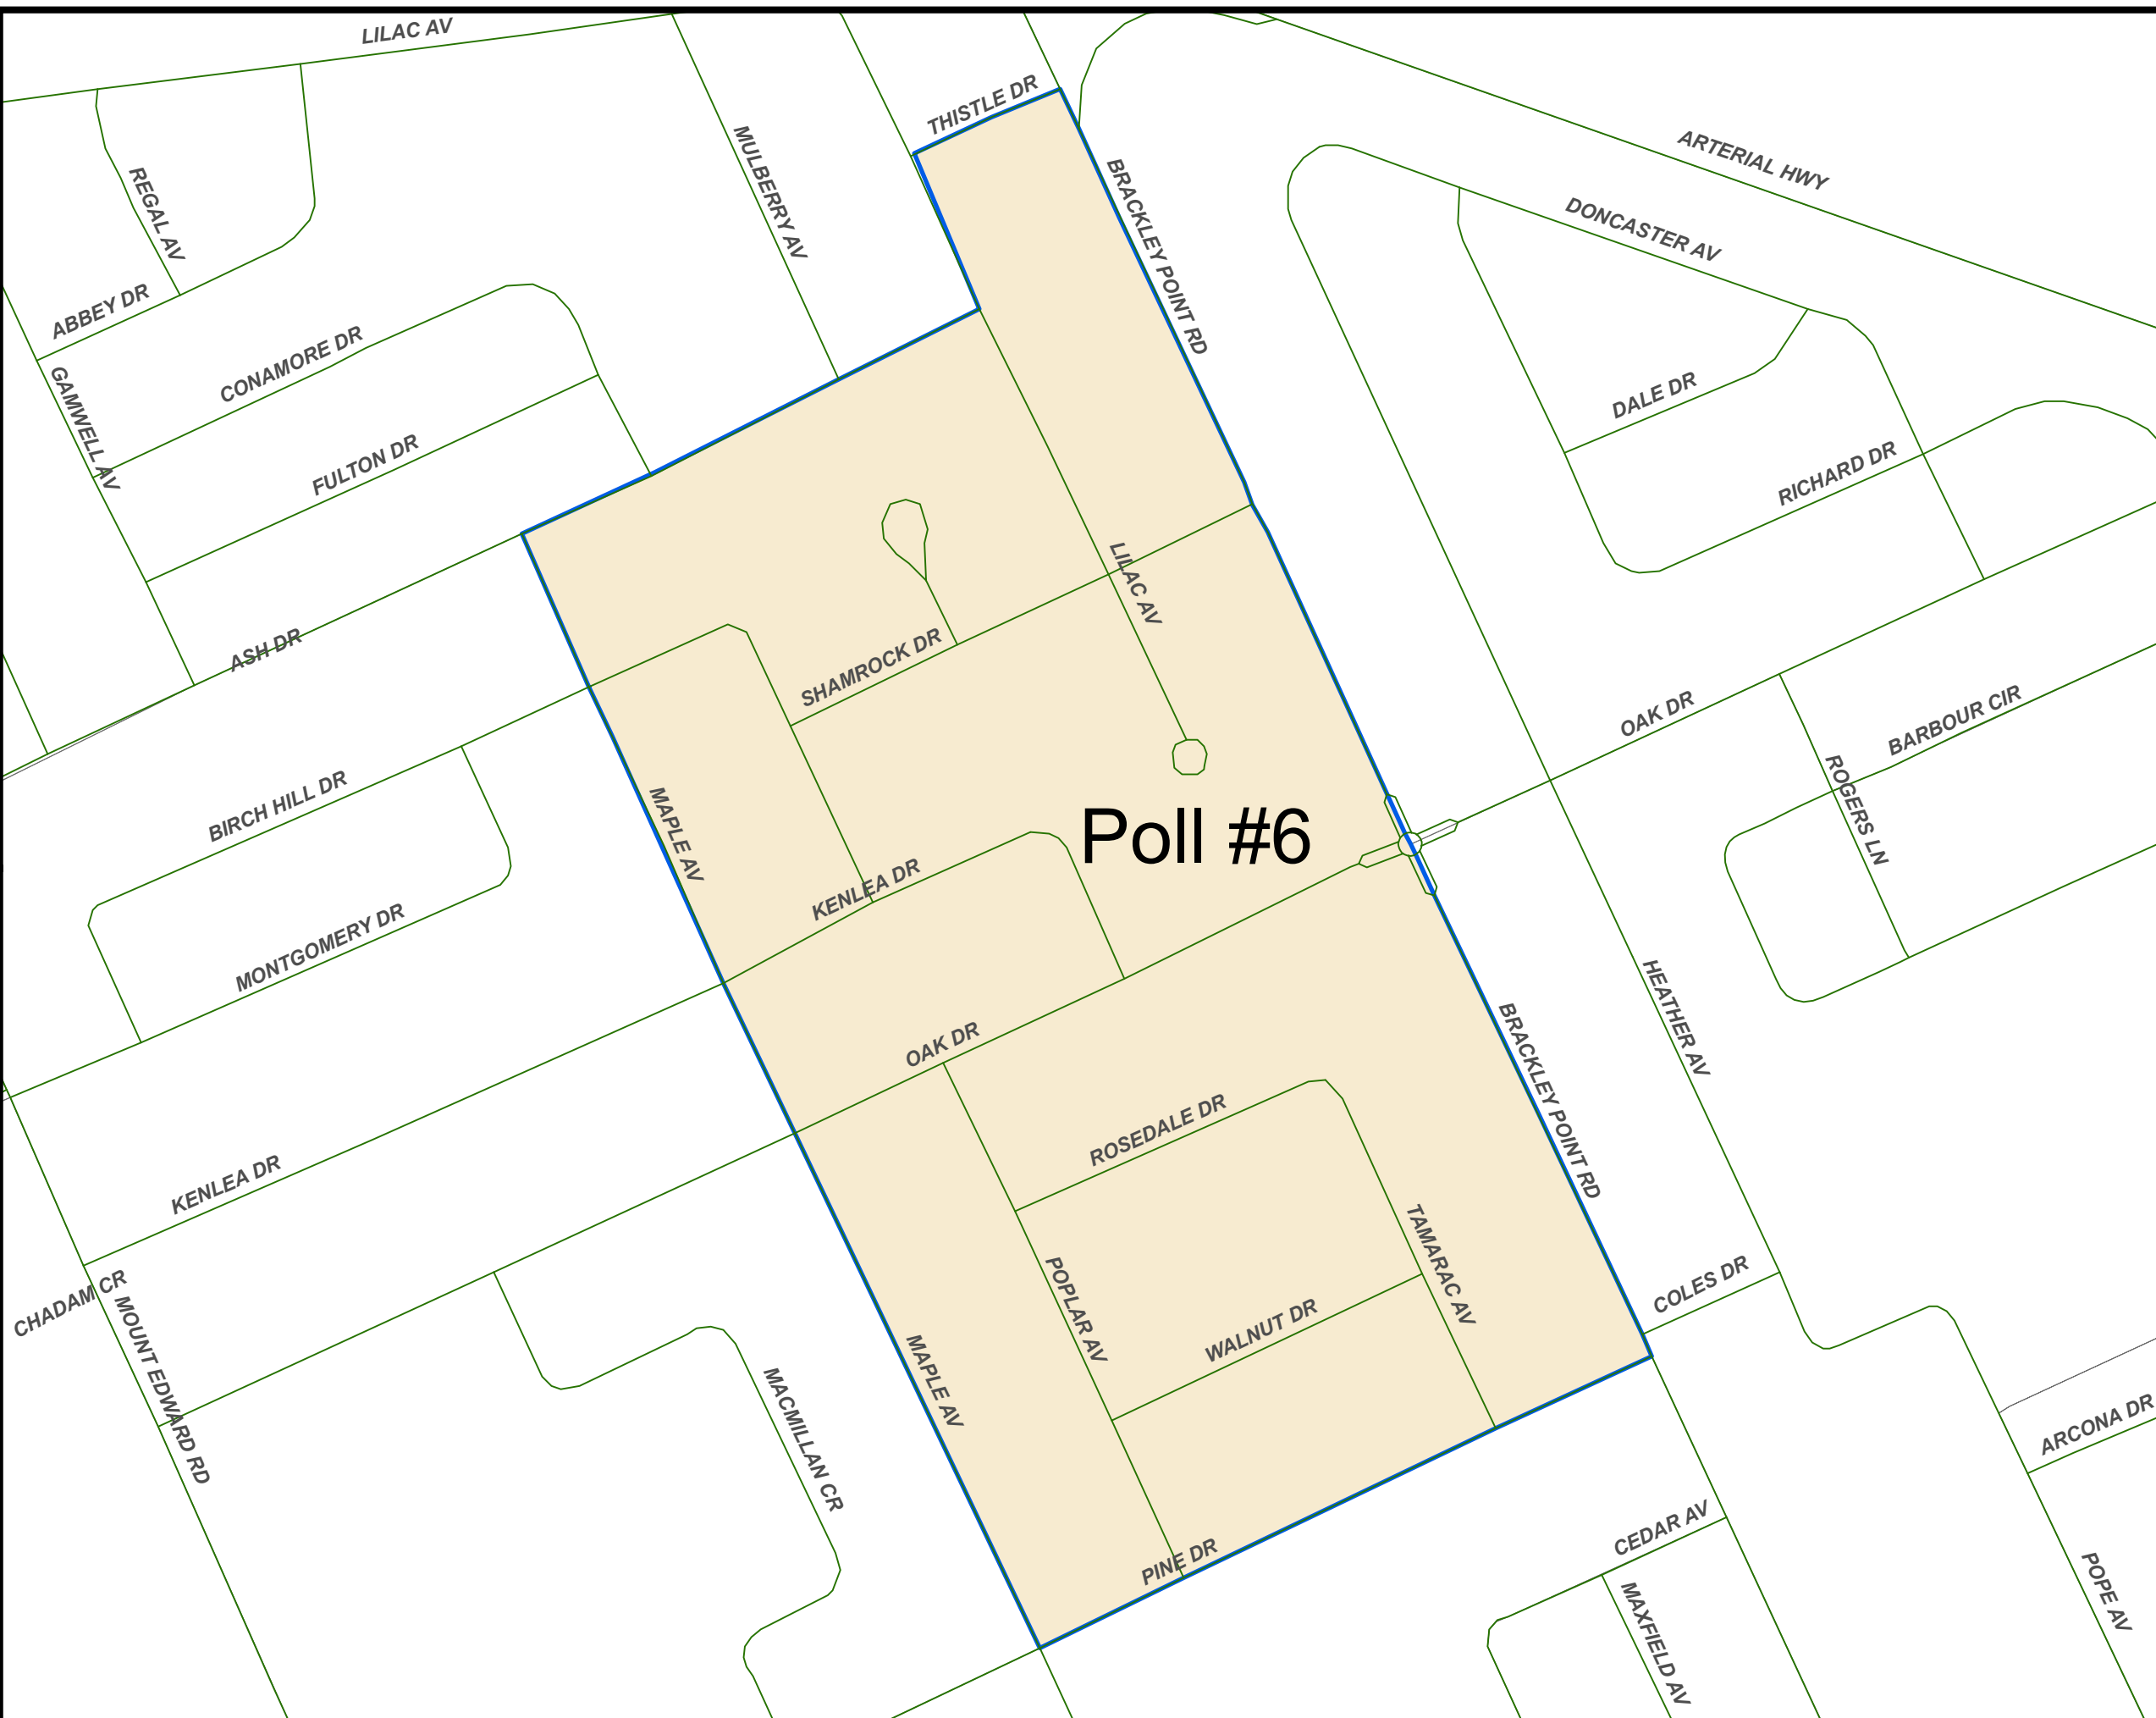 LILAC AV
THISTLE DR
ARTERIAL HWY
MULBERRY AV
REGAL AV
BRACKLEY POINT RD
DONCASTER AV
ABBEY DR
CONAMORE DR
GAMWELL AV
DALE DR
FULTON DR
RICHARD DR
LILAC AV
ASH DR
SHAMROCK DR
OAK DR
BARBOUR CIR
BIRCH HILL DR
MAPLE AV
Poll #6
ROGERS LN
KENLEA DR
MONTGOMERY DR
HEATHER AV
OAK DR
BRACKLEY POINT RD
ROSEDALE DR
KENLEA DR
TAMARAC AV
CHADAM CR
POPLAR AV
COLES DR
WALNUT DR
MOUNT EDWARD RD
MAPLE AV
MACMILLAN CR
ARCONA DR
CEDAR AV
PINE DR
POPE AV
MAXFIELD AV